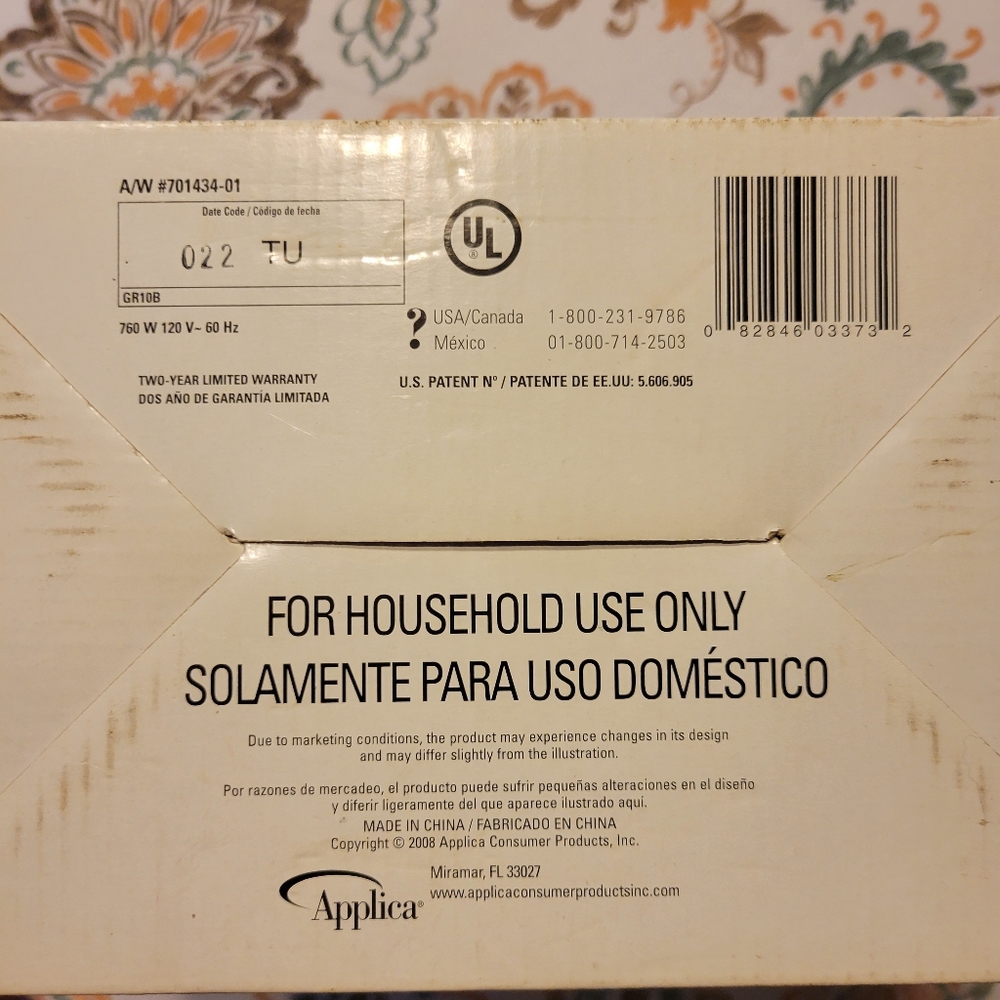 A/W #701434-01
Date Code / Código de fecha
022 TU
GR10B
760 W 120 V~ 60 Hz
TWO-YEAR LIMITED WARRANTY
DOS AÑO DE GARANTÍA LIMITADA
UL
®
? USA/Canada 1-800-231-9786
México 01-800-714-2503
U.S. PATENT Nº / PATENTE DE EE.UU: 5.606.905
0 82846 03373 2
FOR HOUSEHOLD USE ONLY
SOLAMENTE PARA USO DOMÉSTICO
Due to marketing conditions, the product may experience changes in its design
and may differ slightly from the illustration.
Por razones de mercadeo, el producto puede sufrir pequeñas alteraciones en el diseño
y diferir ligeramente del que aparece ilustrado aquí.
MADE IN CHINA / FABRICADO EN CHINA
Copyright © 2008 Applica Consumer Products, Inc.
Applica®
Miramar, FL 33027
www.applicaconsumerproductsinc.com